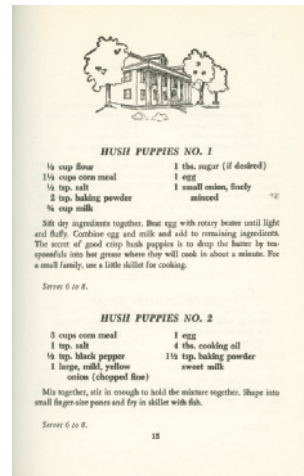 HUSH PUPPIES NO. 1
½ cup flour
1½ cups corn meal
½ tsp. salt
2 tsp. baking powder
¾ cup milk
1 tbs. sugar (if desired)
1 egg
1 small onion, finely
minced
Sift dry ingredients together. Beat egg with rotary beater until light
and fluffy. Combine egg and milk and add to remaining ingredients.
The secret of good crisp hush puppies is to drop the batter by tea-
spoonfuls into hot grease where they will cook in about a minute. For
a small family, use a little skillet for cooking.
Serves 6 to 8.
HUSH PUPPIES NO. 2
3 cups corn meal
1 tsp. salt
½ tsp. black pepper
1 large, mild, yellow
onion (chopped fine)
1 egg
4 tbs. cooking oil
1½ tsp. baking powder
sweet milk
Mix together, stir in enough to hold the mixture together. Shape into
small finger-size pones and fry in skillet with fish.
Serves 6 to 8.
15